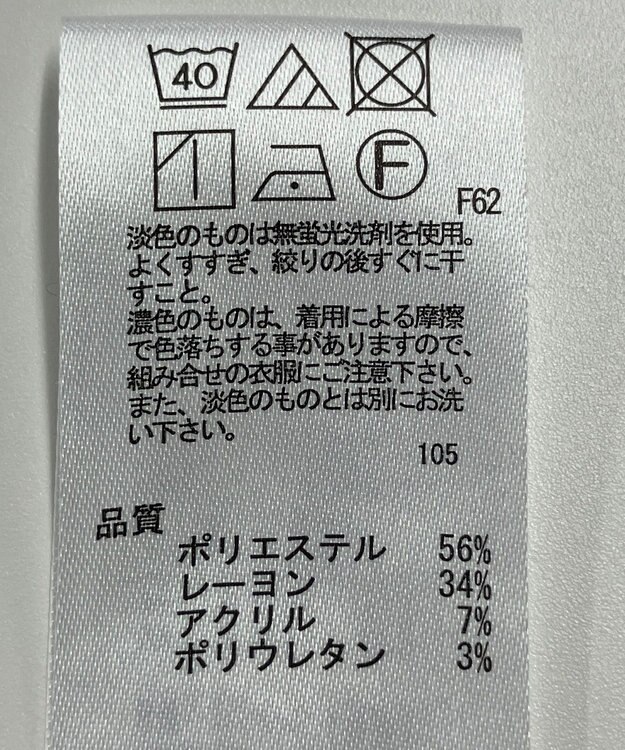 40
F
F62
淡色のものは無蛍光洗剤を使用。
よくすすぎ、絞りの後すぐに干
すこと。
濃色のものは、着用による摩擦
で色落ちする事がありますので、
組み合せの衣服にご注意下さい。
また、淡色のものとは別にお洗
い下さい。
105
品質
ポリエステル 56%
レーヨン 34%
アクリル 7%
ポリウレタン 3%